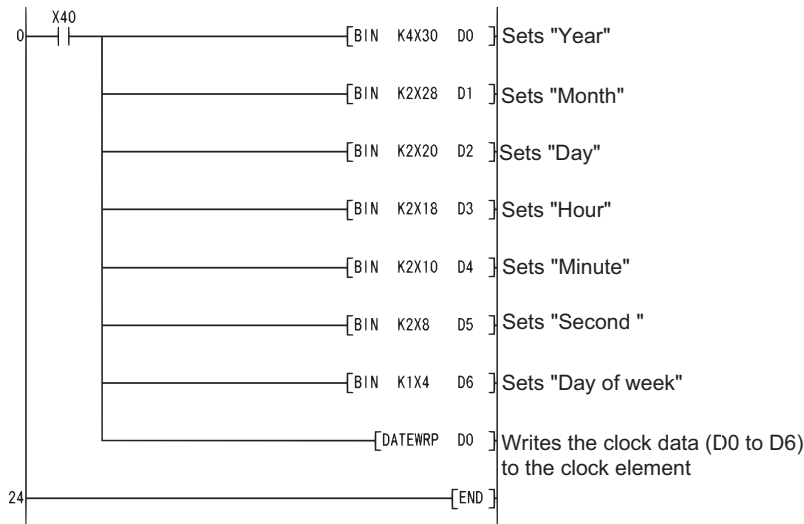 X40
0 [BIN K4X30 D0 ] Sets "Year"
[BIN K2X28 D1 ] Sets "Month"
[BIN K2X20 D2 ] Sets "Day"
[BIN K2X18 D3 ] Sets "Hour"
[BIN K2X10 D4 ] Sets "Minute"
[BIN K2X8 D5 ] Sets "Second "
[BIN K1X4 D6 ] Sets "Day of week"
[DATEWRP D0 ] Writes the clock data (D0 to D6)
to the clock element
24 [END ]